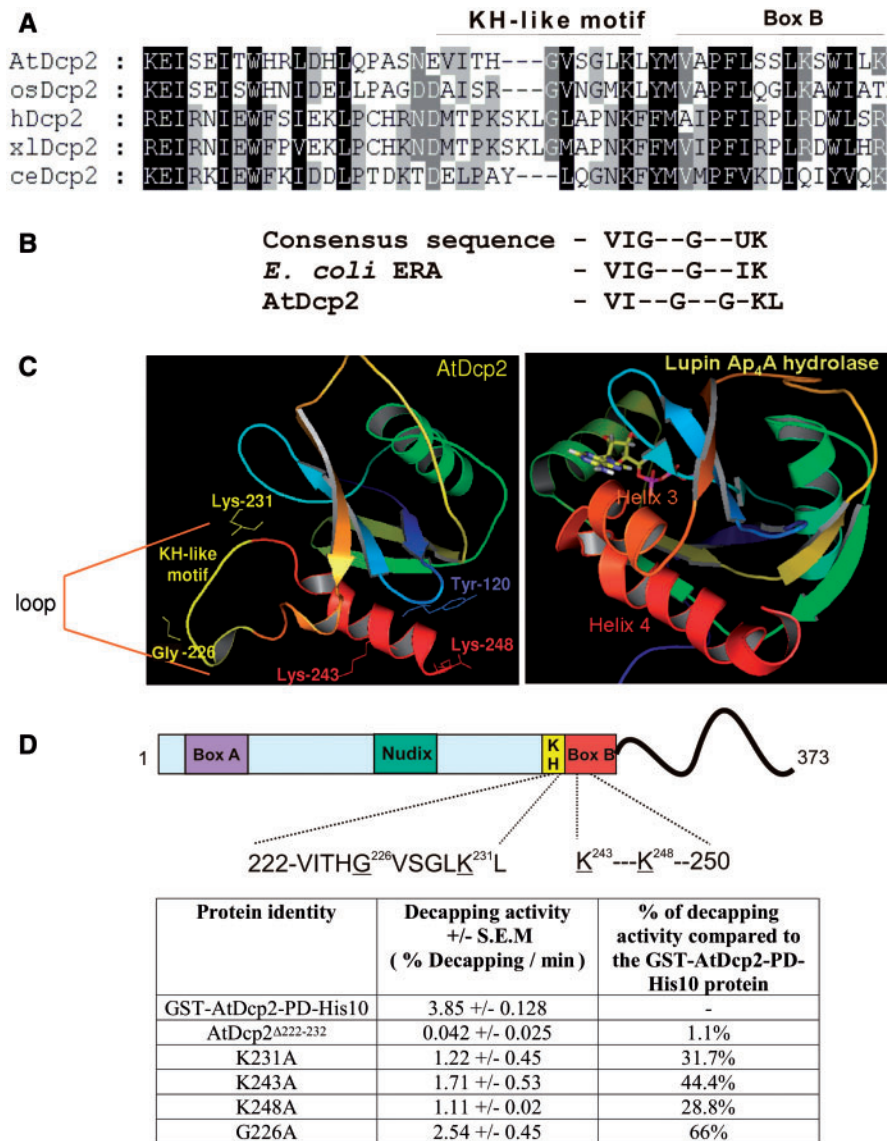 A
KH-like motif Box B
AtDcp2 : KEISEITWHRLDHLQPASNEVITH---GVSGLKLYMVAPFLSSLKSWILK
osDcp2 : KEISEISWHNIDELLPAGDDAISR---GVNGMKLYMVAPFLQGLKAWIAT
hDcp2 : REIRNIEWFSIEKLPCHRNDMTPKSKLGLAPNKFFMAIPFIRPLRDWLSR
xlDcp2 : REIRNIEWFPVEKLPCHKNDMTPKSKLGMAPNKFFMVIPFIRPLRDWLHR
ceDcp2 : REIRKIEWFKIDDLPTDKTDELPAY---LQGNKFYMVMPFVKDIQIYVQK
B
Consensus sequence - VIG--G--UK
E. coli ERA - VIG--G--IK
AtDcp2 - VI--G--G-KL
C
AtDcp2
Lupin Ap4A hydrolase
Lys-231
Helix 3
KH-like motif
loop
Tyr-120
Gly-226
Lys-243
Lys-248
Helix 4
D
1 Box A Nudix KH Box B 373
222-VITHG226VSGLK231L K243---K248--250
Protein identity Decapping activity +/- S.E.M ( % Decapping / min ) % of decapping activity compared to the GST-AtDcp2-PD-His10 protein
GST-AtDcp2-PD-His10 3.85 +/- 0.128 -
AtDcp2Δ222-232 0.042 +/- 0.025 1.1%
K231A 1.22 +/- 0.45 31.7%
K243A 1.71 +/- 0.53 44.4%
K248A 1.11 +/- 0.02 28.8%
G226A 2.54 +/- 0.45 66%